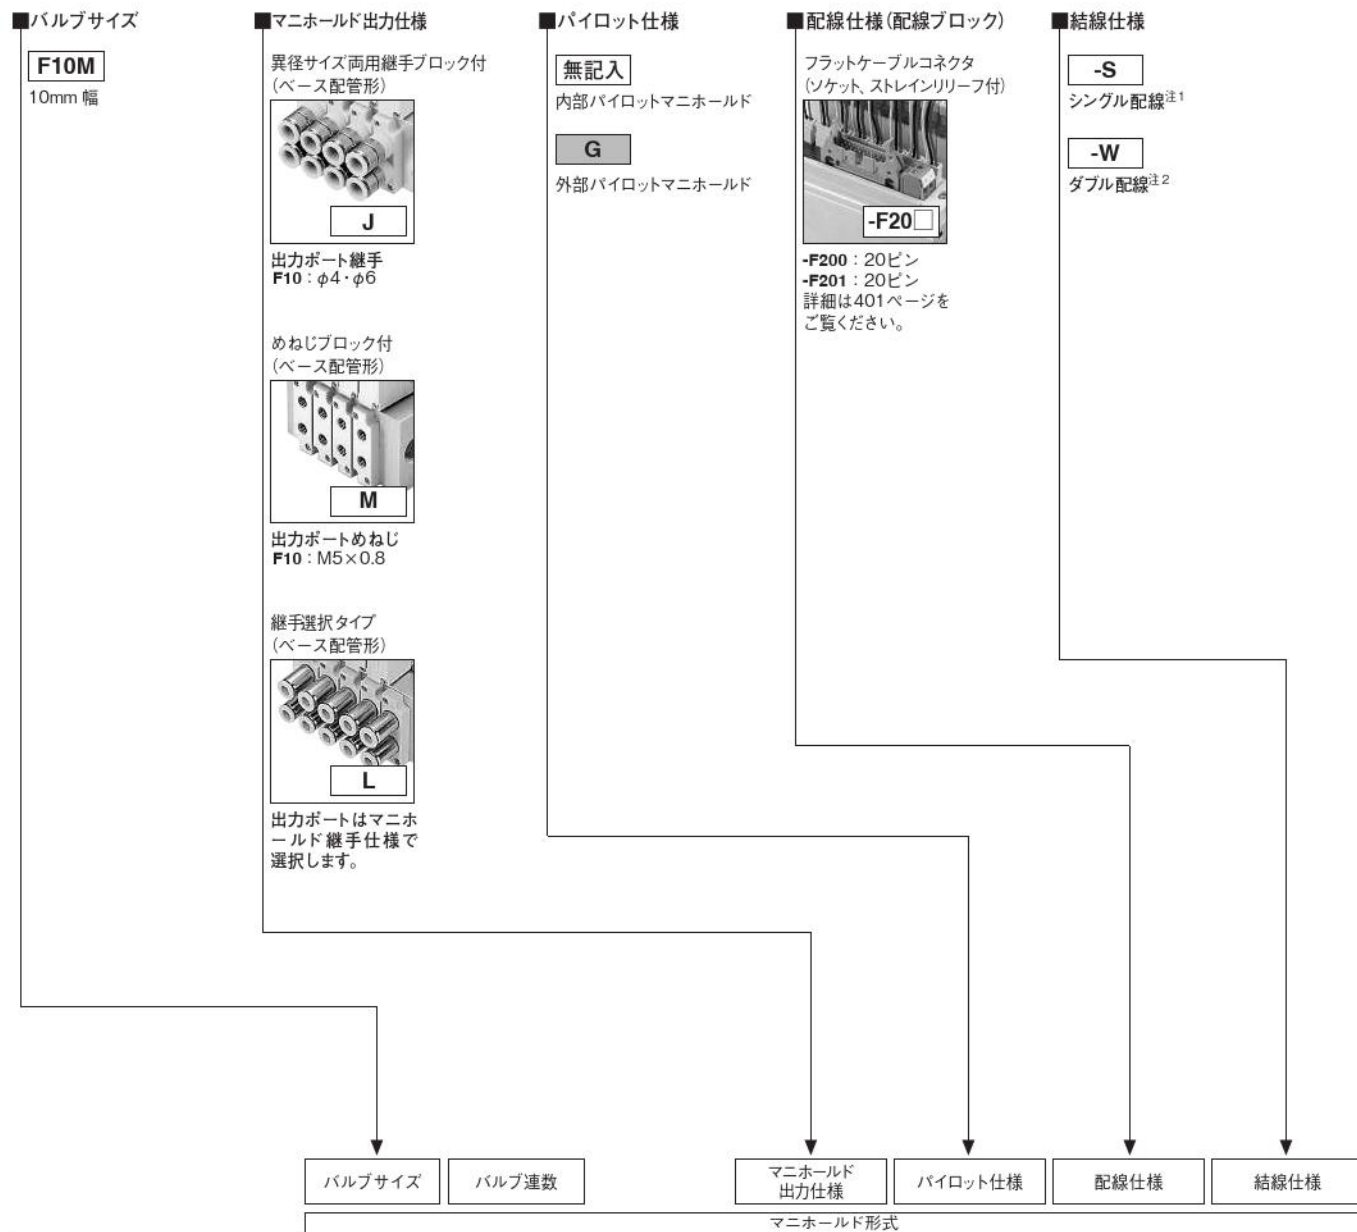 ■バルブサイズ
F10M
10mm 幅
■マニホールド出力仕様
異径サイズ両用継手ブロック付
(ベース配管形)
J
出力ポート継手
F10:φ4・φ6
めねじブロック付
(ベース配管形)
M
出力ポートめねじ
F10:M5×0.8
継手選択タイプ
(ベース配管形)
L
出力ポートはマニホ
ールド継手仕様で
選択します。
■パイロット仕様
無記入
内部パイロットマニホールド
G
外部パイロットマニホールド
■配線仕様(配線ブロック)
フラットケーブルコネクタ
(ソケット、ストレインリリーフ付)
-F20□
-F200:20ピン
-F201:20ピン
詳細は401ページを
ご覧ください。
■結線仕様
-S
シングル配線注1
-W
ダブル配線注2
バルブサイズ
バルブ連数
マニホールド
出力仕様
パイロット仕様
配線仕様
結線仕様
マニホールド形式